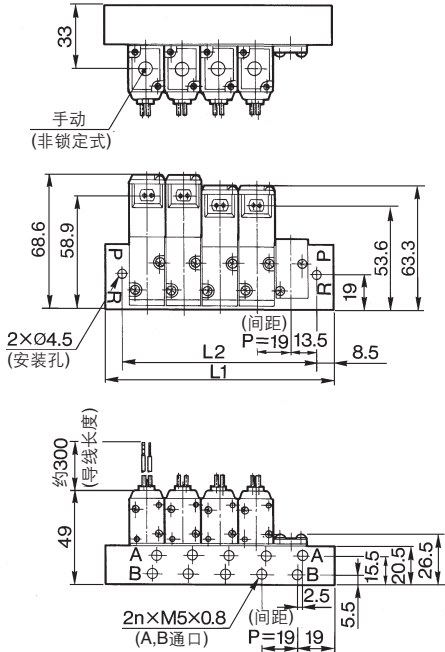 33
手动
(非锁定式)
68.6
58.9
P
R
P
R
19
53.6
63.3
2×Ø4.5
(安装孔)
(间距)
P=19
13.5
L2
8.5
L1
约300
(导线长度)
49
A
A
B
B
15.5
20.5
26.5
2.5
5.5
2n×M5×0.8
(A,B通口)
(间距)
P=19
19